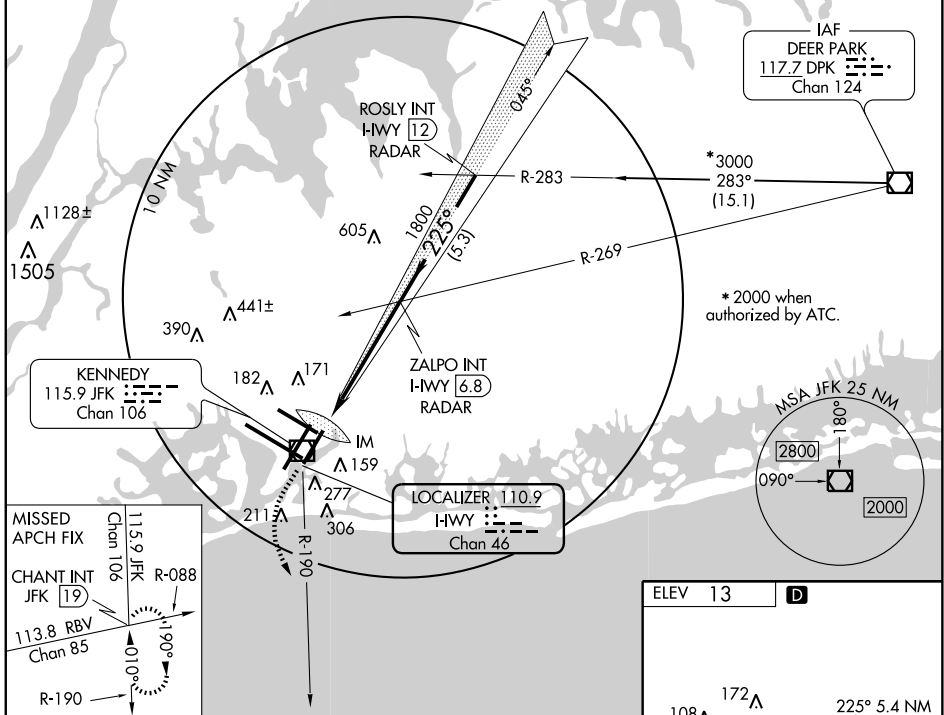 IAF
DEER PARK
117.7 DPK
Chan 124
ROSLY INT
I-IWY 12
RADAR
045°
10 NM
R-283
*3000
283°
(15.1)
1128±
1505
605
1800
225°
(5.3)
R-269
* 2000 when
authorized by ATC.
441±
390
ZALPO INT
I-IWY 6.8
RADAR
KENNEDY
115.9 JFK
Chan 106
182
171
MSA JFK 25 NM
180°
2800
090°
2000
IM
159
277
211
306
LOCALIZER 110.9
I-IWY
Chan 46
R-190
MISSED
APCH FIX
115.9 JFK
Chan 106
CHANT INT
JFK 19
R-088
113.8 RBV
Chan 85
190°
010°
R-190
ELEV 13
D
172
108
225° 5.4 NM